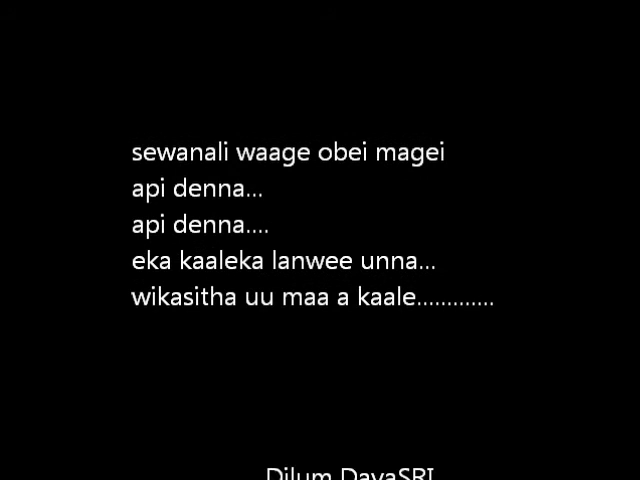 sewanali waage obei magei
api denna...
api denna....
eka kaaleka lanwee unna...
wikasitha uu maa a kaale.............
Dilum DayaSRI